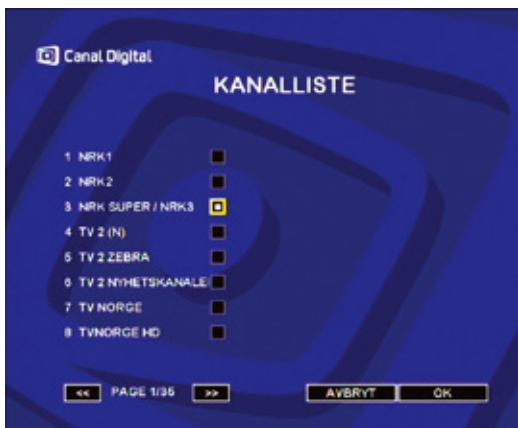 Canal Digital
KANALLISTE
1 NRK1
2 NRK2
3 NRK SUPER / NRK3
4 TV 2 (N)
5 TV 2 ZEBRA
6 TV 2 NYHETSKANALE
7 TV NORGE
8 TVNORGE HD
<< PAGE 1/35 >> AVBRYT OK